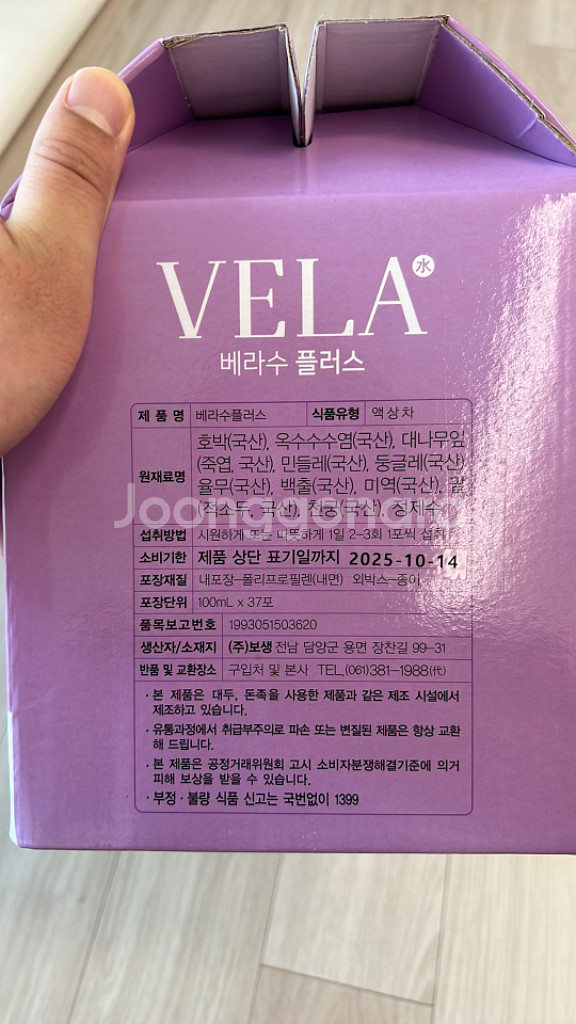 VELA 水
베라수 플러스
제 품 명 베라수플러스 식품유형 액상차
원재료명 호박(국산), 옥수수수염(국산), 대나무잎
(죽엽, 국산), 민들레(국산), 둥글레(국산)
율무(국산), 백출(국산), 미역(국산), 팥
(적소두, 국산), 천궁(국산), 정제수
Joonggonara
섭취방법 시원하게 또는 따뜻하게 1일 2-3회 1포씩 섭취
소비기한 제품 상단 표기일까지 2025-10-14
포장재질 내포장-폴리프로필렌(내면) 외박스-종이
포장단위 100mL x 37포
품목보고번호 1993051503620
생산자/소재지 (주)보생 전남 담양군 용면 장찬길 99-31
반품 및 교환장소 구입처 및 본사 TEL.(061)381-1988(代)
· 본 제품은 대두, 돈족을 사용한 제품과 같은 제조 시설에서
제조하고 있습니다.
· 유통과정에서 취급부주의로 파손 또는 변질된 제품은 항상 교환
해 드립니다.
· 본 제품은 공정거래위원회 고시 소비자분쟁해결기준에 의거
피해 보상을 받을 수 있습니다.
· 부정·불량 식품 신고는 국번없이 1399